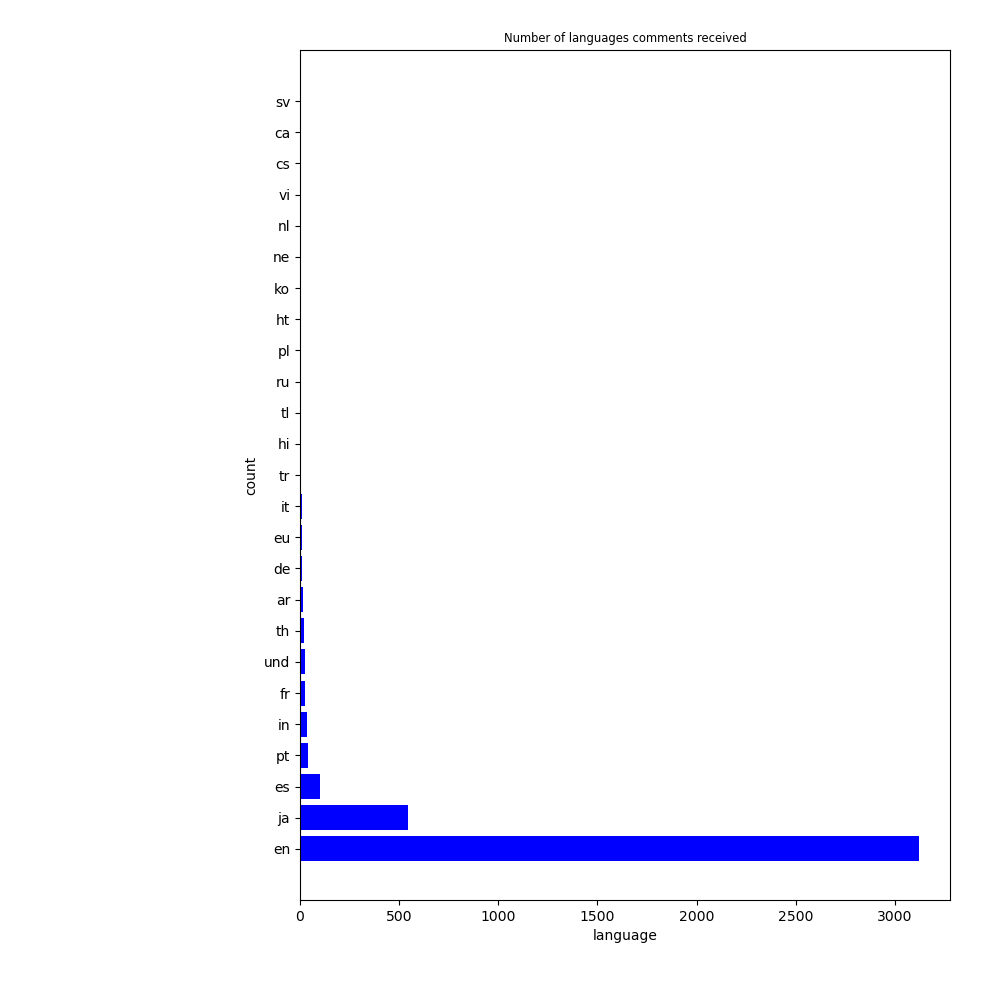 Number of languages comments received
sv
ca
cs
vi
nl
ne
ko
ht
pl
ru
tl
hi
tr
it
eu
de
ar
th
und
fr
in
pt
es
ja
en
count
0 500 1000 1500 2000 2500 3000
language